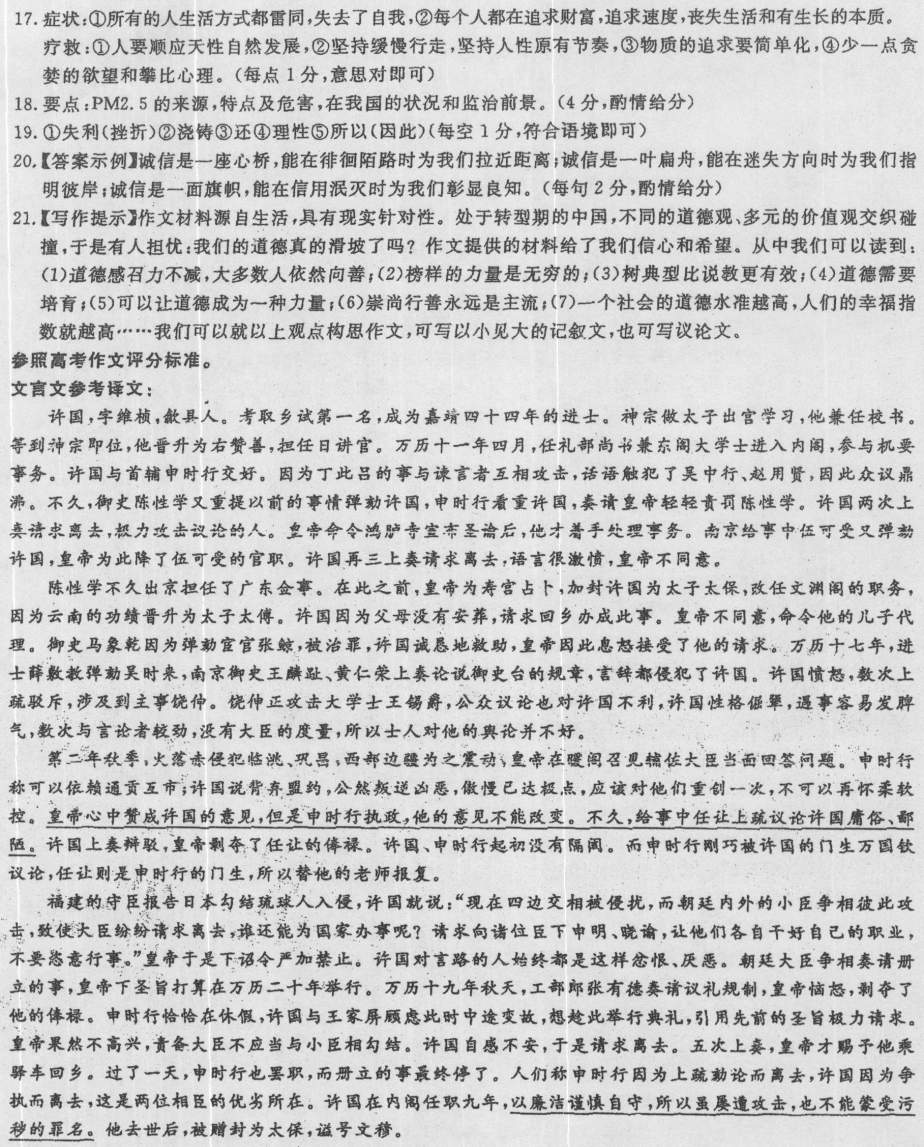 17.症状:①所有的人生活方式都雷同,失去了自我,②每个人都在追求财富,追求速度,丧失生活和有生长的本质。
疗救:①人要顺应天性自然发展,②坚持缓慢行走,坚持人性原有节奏,③物质的追求要简单化,④少一点贪
婪的欲望和攀比心理。(每点1分,意思对即可)
18.要点:PM2.5的来源,特点及危害,在我国的状况和监治前景。(4分,酌情给分)
19.①失利(挫折)②浇铸③还④理性⑤所以(因此)(每空1分,符合语境即可)
20.【答案示例】诚信是一座心桥,能在徘徊陌路时为我们拉近距离;诚信是一叶扁舟,能在迷失方向时为我们指
明彼岸;诚信是一面旗帜,能在信用泯灭时为我们彰显良知。(每句2分,酌情给分)
21.【写作提示】作文材料源自生活,具有现实针对性。处于转型期的中国,不同的道德观、多元的价值观交织碰
撞,于是有人担忧:我们的道德真的滑坡了吗?作文提供的材料给了我们信心和希望。从中我们可以读到:
(1)道德感召力不减,大多数人依然向善;(2)榜样的力量是无穷的;(3)树典型比说教更有效;(4)道德需要
培育;(5)可以让道德成为一种力量;(6)崇尚行善永远是主流;(7)一个社会的道德水准越高,人们的幸福指
数就越高……我们可以就以上观点构思作文,可写以小见大的记叙文,也可写议论文。
参照高考作文评分标准。
文言文参考译文:
许国,字维桢,歙县人。考取乡试第一名,成为嘉靖四十四年的进士。神宗做太子出宫学习,他兼任校书。
等到神宗即位,他晋升为右赞善,担任日讲官。万历十一年四月,任礼部尚书兼东阁大学士进入内阁,参与机要
事务。许国与首辅申时行交好。因为丁此吕的事与谏言者互相攻击,话语触犯了吴中行、赵用贤,因此众议鼎
沸。不久,御史陈性学又重提以前的事情弹劾许国,申时行看重许国,奏请皇帝轻轻责罚陈性学。许国两次上
奏请求离去,极力攻击议论的人。皇帝命令鸿胪寺宣布圣谕后,他才着手处理事务。南京给事中伍可受又弹劾
许国,皇帝为此降了伍可受的官职。许国再三上奏请求离去,语言很激愤,皇帝不同意。
陈性学不久出京担任了广东佥事。在此之前,皇帝为寿宫占卜,加封许国为太子太保,改任文渊阁的职务,
因为云南的功绩晋升为太子太傅。许国因为父母没有安葬,请求回乡办成此事。皇帝不同意,命令他的儿子代
理。御史马象乾因为弹劾宦官张鲸,被治罪,许国诚恳地救助,皇帝因此息怒接受了他的请求。万历十七年,进
士薛敷教弹劾吴时来,南京御史王麟趾、黄仁荣上奏论说御史台的规章,言辞都侵犯了许国。许国愤怒,数次上
疏驳斥,涉及到主事饶伸。饶伸正攻击大学士王锡爵,公众议论也对许国不利,许国性格倔犟,遇事容易发脾
气,数次与言论者较劲,没有大臣的度量,所以士人对他的舆论并不好。
第二年秋季,火落赤侵犯临洮、巩昌,西部边疆为之震动,皇帝在暖阁召见辅佐大臣当面回答问题。申时行
称可以依赖通贡互市;许国说背弃盟约,公然叛逆凶恶,傲慢已达极点,应该对他们重创一次,不可以再怀柔软
控。皇帝心中赞成许国的意见,但是申时行执政,他的意见不能改变。不久,给事中任让上疏议论许国庸俗、鄙
陋。许国上奏辩驳,皇帝剥夺了任让的俸禄。许国、申时行起初没有隔阂。而申时行刚巧被许国的门生万国钦
议论,任让则是申时行的门生,所以替他的老师报复。
福建的守臣报告日本勾结琉球人入侵,许国就说:“现在四边交相被侵扰,而朝廷内外的小臣争相彼此攻
击,致使大臣纷纷请求离去,谁还能为国家办事呢?请求向诸位臣下申明、晓谕,让他们各自干好自己的职业,
不要恣意行事。”皇帝于是下诏令严加禁止。许国对言路的人始终都是这样忿恨、厌恶。朝廷大臣争相奏请册
立的事,皇帝下圣旨打算在万历二十年举行。万历十九年秋天,工部郎张有德奏请议礼规制,皇帝恼怒,剥夺了
他的俸禄。申时行恰恰在休假,许国与王家屏顾虑此时中途变故,想趁此举行典礼,引用先前的圣旨极力请求。
皇帝果然不高兴,责备大臣不应当与小臣相勾结。许国自感不安,于是请求离去。五次上奏,皇帝才赐予他乘
驿车回乡。过了一天,申时行也罢职,而册立的事最终停了。人们称申时行因为上疏劾论而离去,许国因为争
执而离去,这是两位相臣的优劣所在。许国在内阁任职九年,以廉洁谨慎自守,所以虽屡遭攻击,也不能蒙受污
秽的罪名。他去世后,被赠封为太保,谥号文穆。